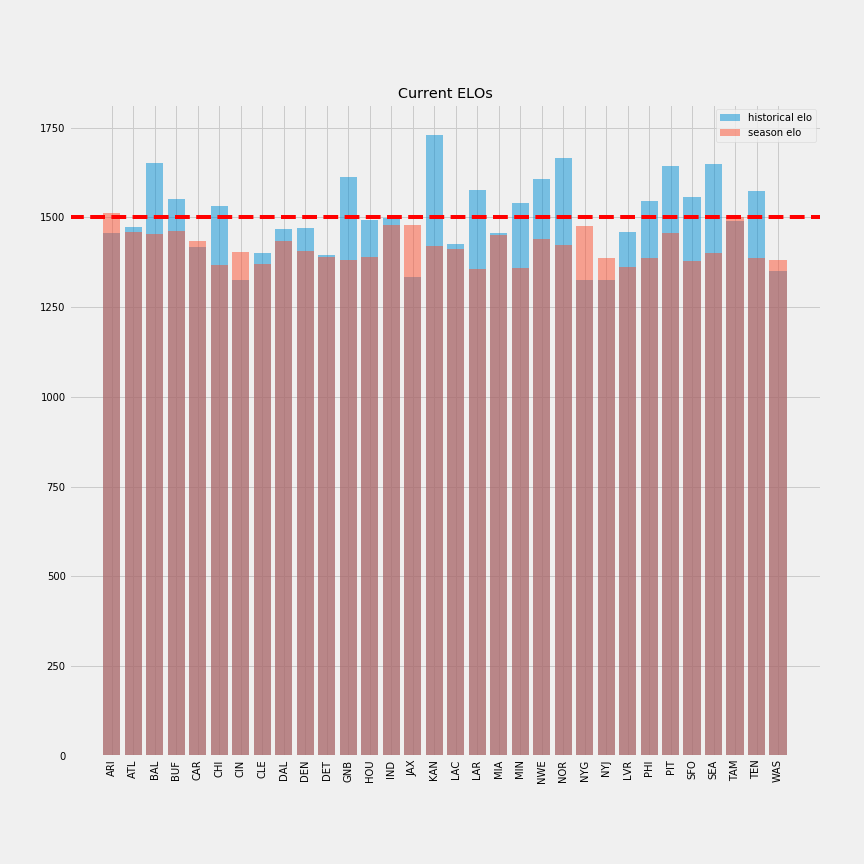 Current ELOs
historical elo
season elo
1750
1500
1250
1000
750
500
250
0
ARI ATL BAL BUF CAR CHI CIN CLE DAL DEN DET GNB HOU IND JAX KAN LAC LAR MIA MIN NWE NOR NYG NYJ LVR PHI PIT SFO SEA TAM TEN WAS